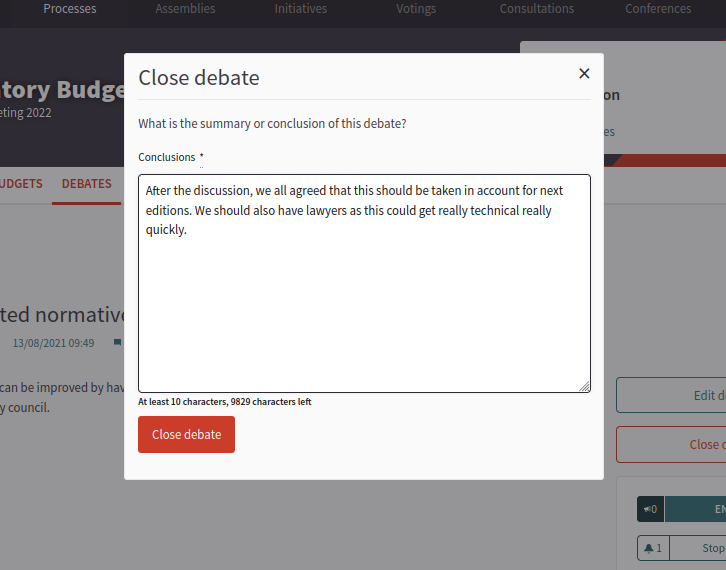 Processes Assemblies Initiatives Votings Consultations Conferences
Close debate ×
tory Budge
eting 2022
on
What is the summary or conclusion of this debate?
es
Conclusions *
UDGETS DEBATES
After the discussion, we all agreed that this should be taken in account for next
editions. We should also have lawyers as this could get really technical really
quickly.
ted normative
13/08/2021 09:49
can be improved by hav
y council.
Edit d
At least 10 characters, 9829 characters left
Close debate
Close d
0 EN
1 Stop